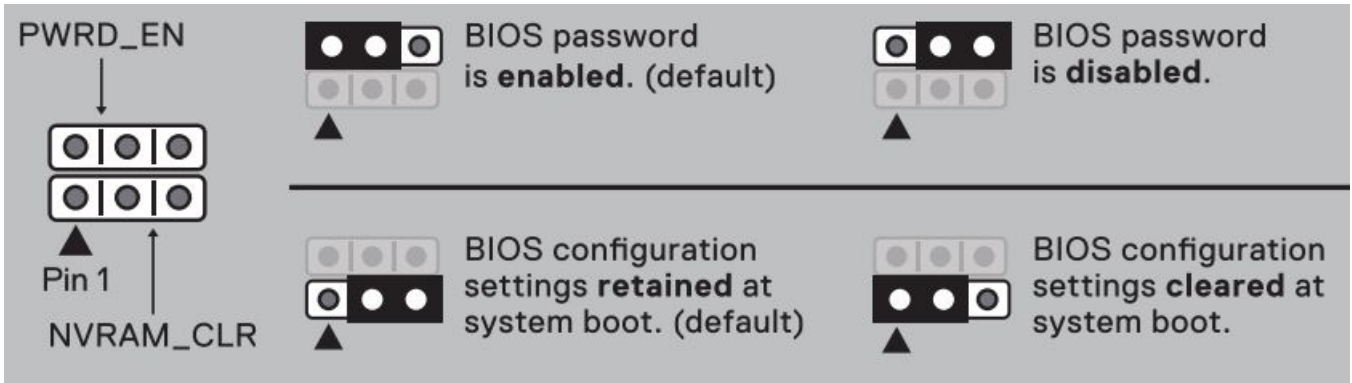 PWRD_EN
Pin 1
NVRAM_CLR
BIOS password
is enabled. (default)
BIOS password
is disabled.
BIOS configuration
settings retained at
system boot. (default)
BIOS configuration
settings cleared at
system boot.